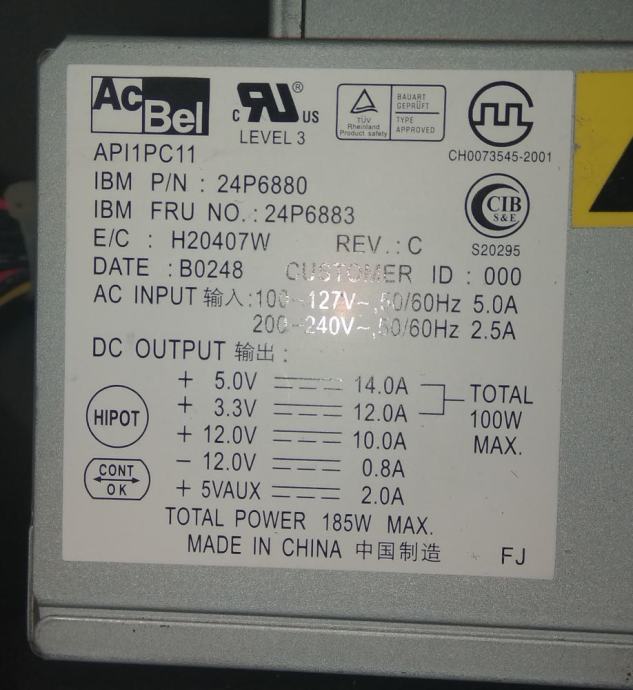 AcBel
c RU® US
LEVEL 3
TÜV
Rheinland
Product safety
BAUART
GEPRÜFT
TYPE
APPROVED
CH0073545-2001
API1PC11
IBM P/N : 24P6880
IBM FRU NO. : 24P6883
CIB
S&E.
S20295
E/C : H20407W REV. : C
DATE : B0248 CUSTOMER ID : 000
AC INPUT 输入 : 100~127V~,50/60Hz 5.0A
200~240V~,50/60Hz 2.5A
DC OUTPUT 输出 :
+ 5.0V 14.0A
+ 3.3V 12.0A
TOTAL
100W
MAX.
+ 12.0V 10.0A
− 12.0V 0.8A
+ 5VAUX 2.0A
HIPOT
CONT
OK
TOTAL POWER 185W MAX.
MADE IN CHINA 中国制造 FJ